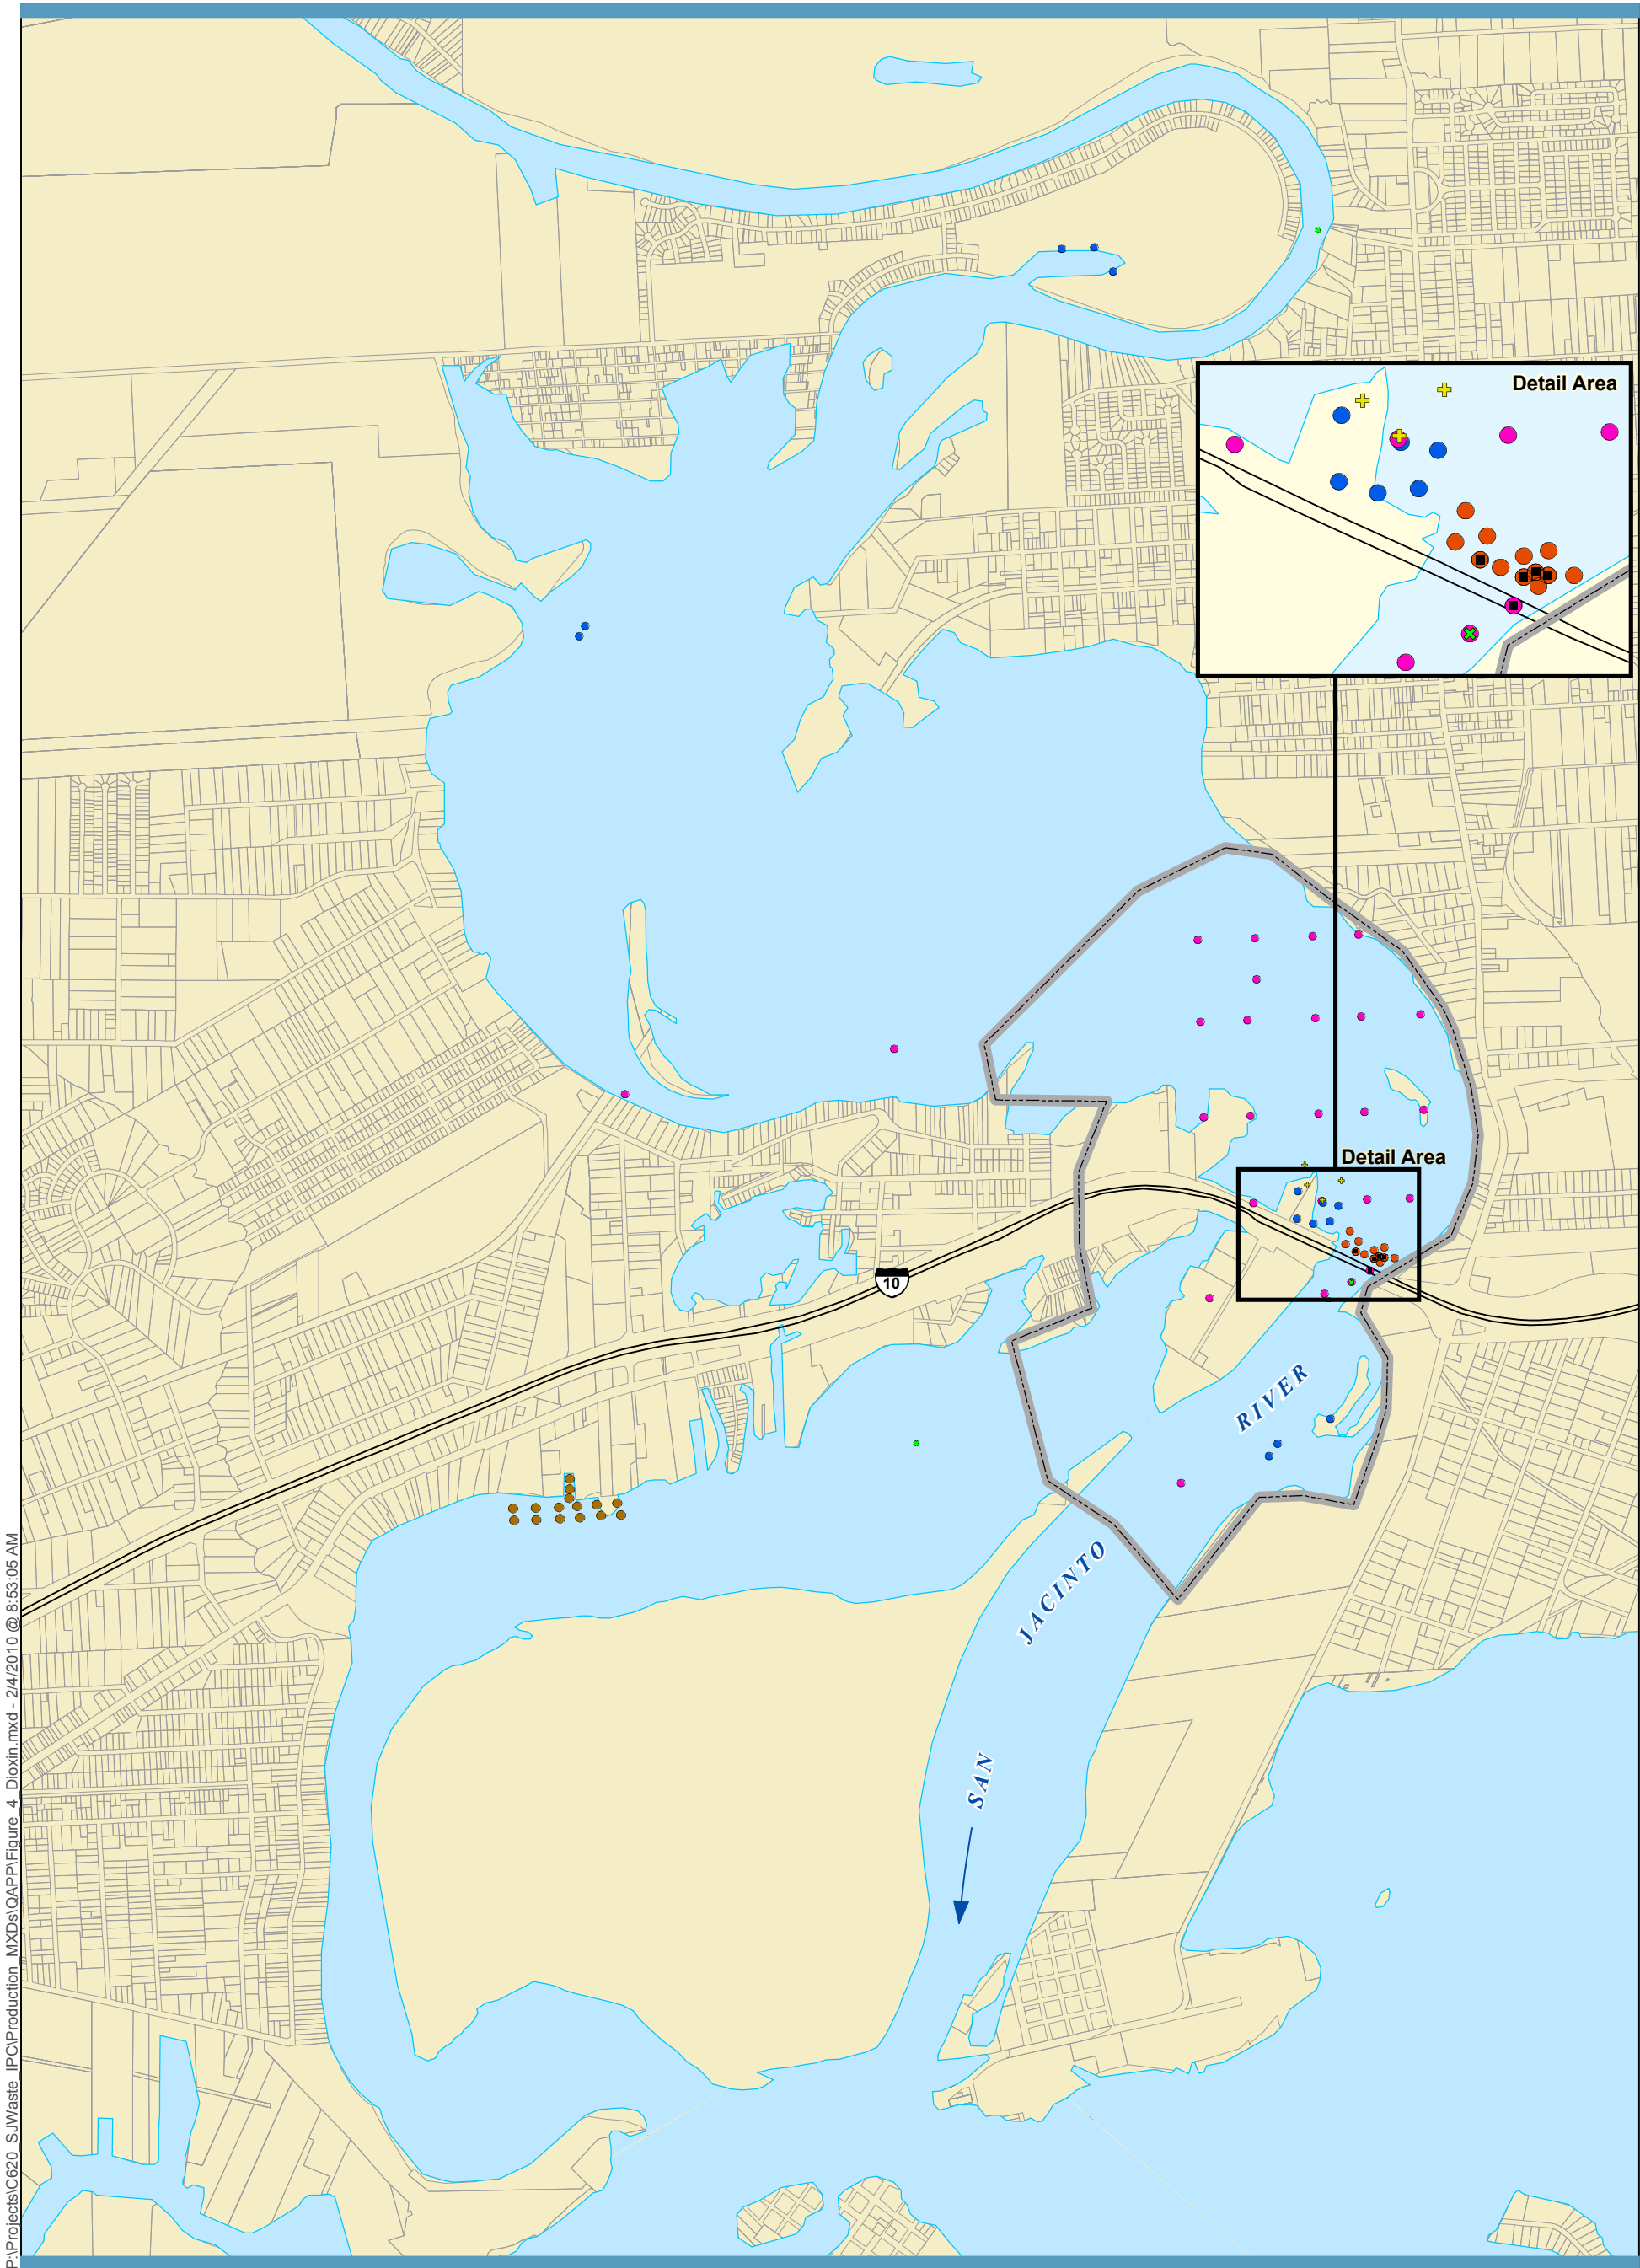 Detail Area
Detail Area
10
RIVER
JACINTO
SAN
P:\Projects\C620_SJWaste_IPC\Production_MXDs\QAPP\Figure_4_Dioxin.mxd - 2/4/2010 @ 8:53:05 AM